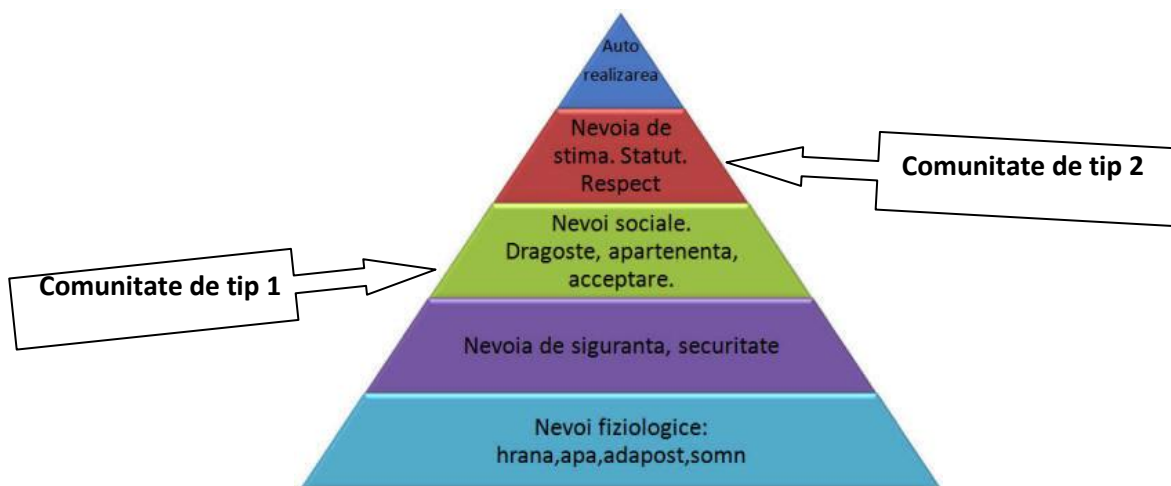 Auto
realizarea
Nevoia de
stima. Statut.
Respect
Comunitate de tip 2
Nevoi sociale.
Dragoste, apartenenta,
acceptare.
Comunitate de tip 1
Nevoia de siguranta, securitate
Nevoi fiziologice:
hrana,apa,adapost,somn